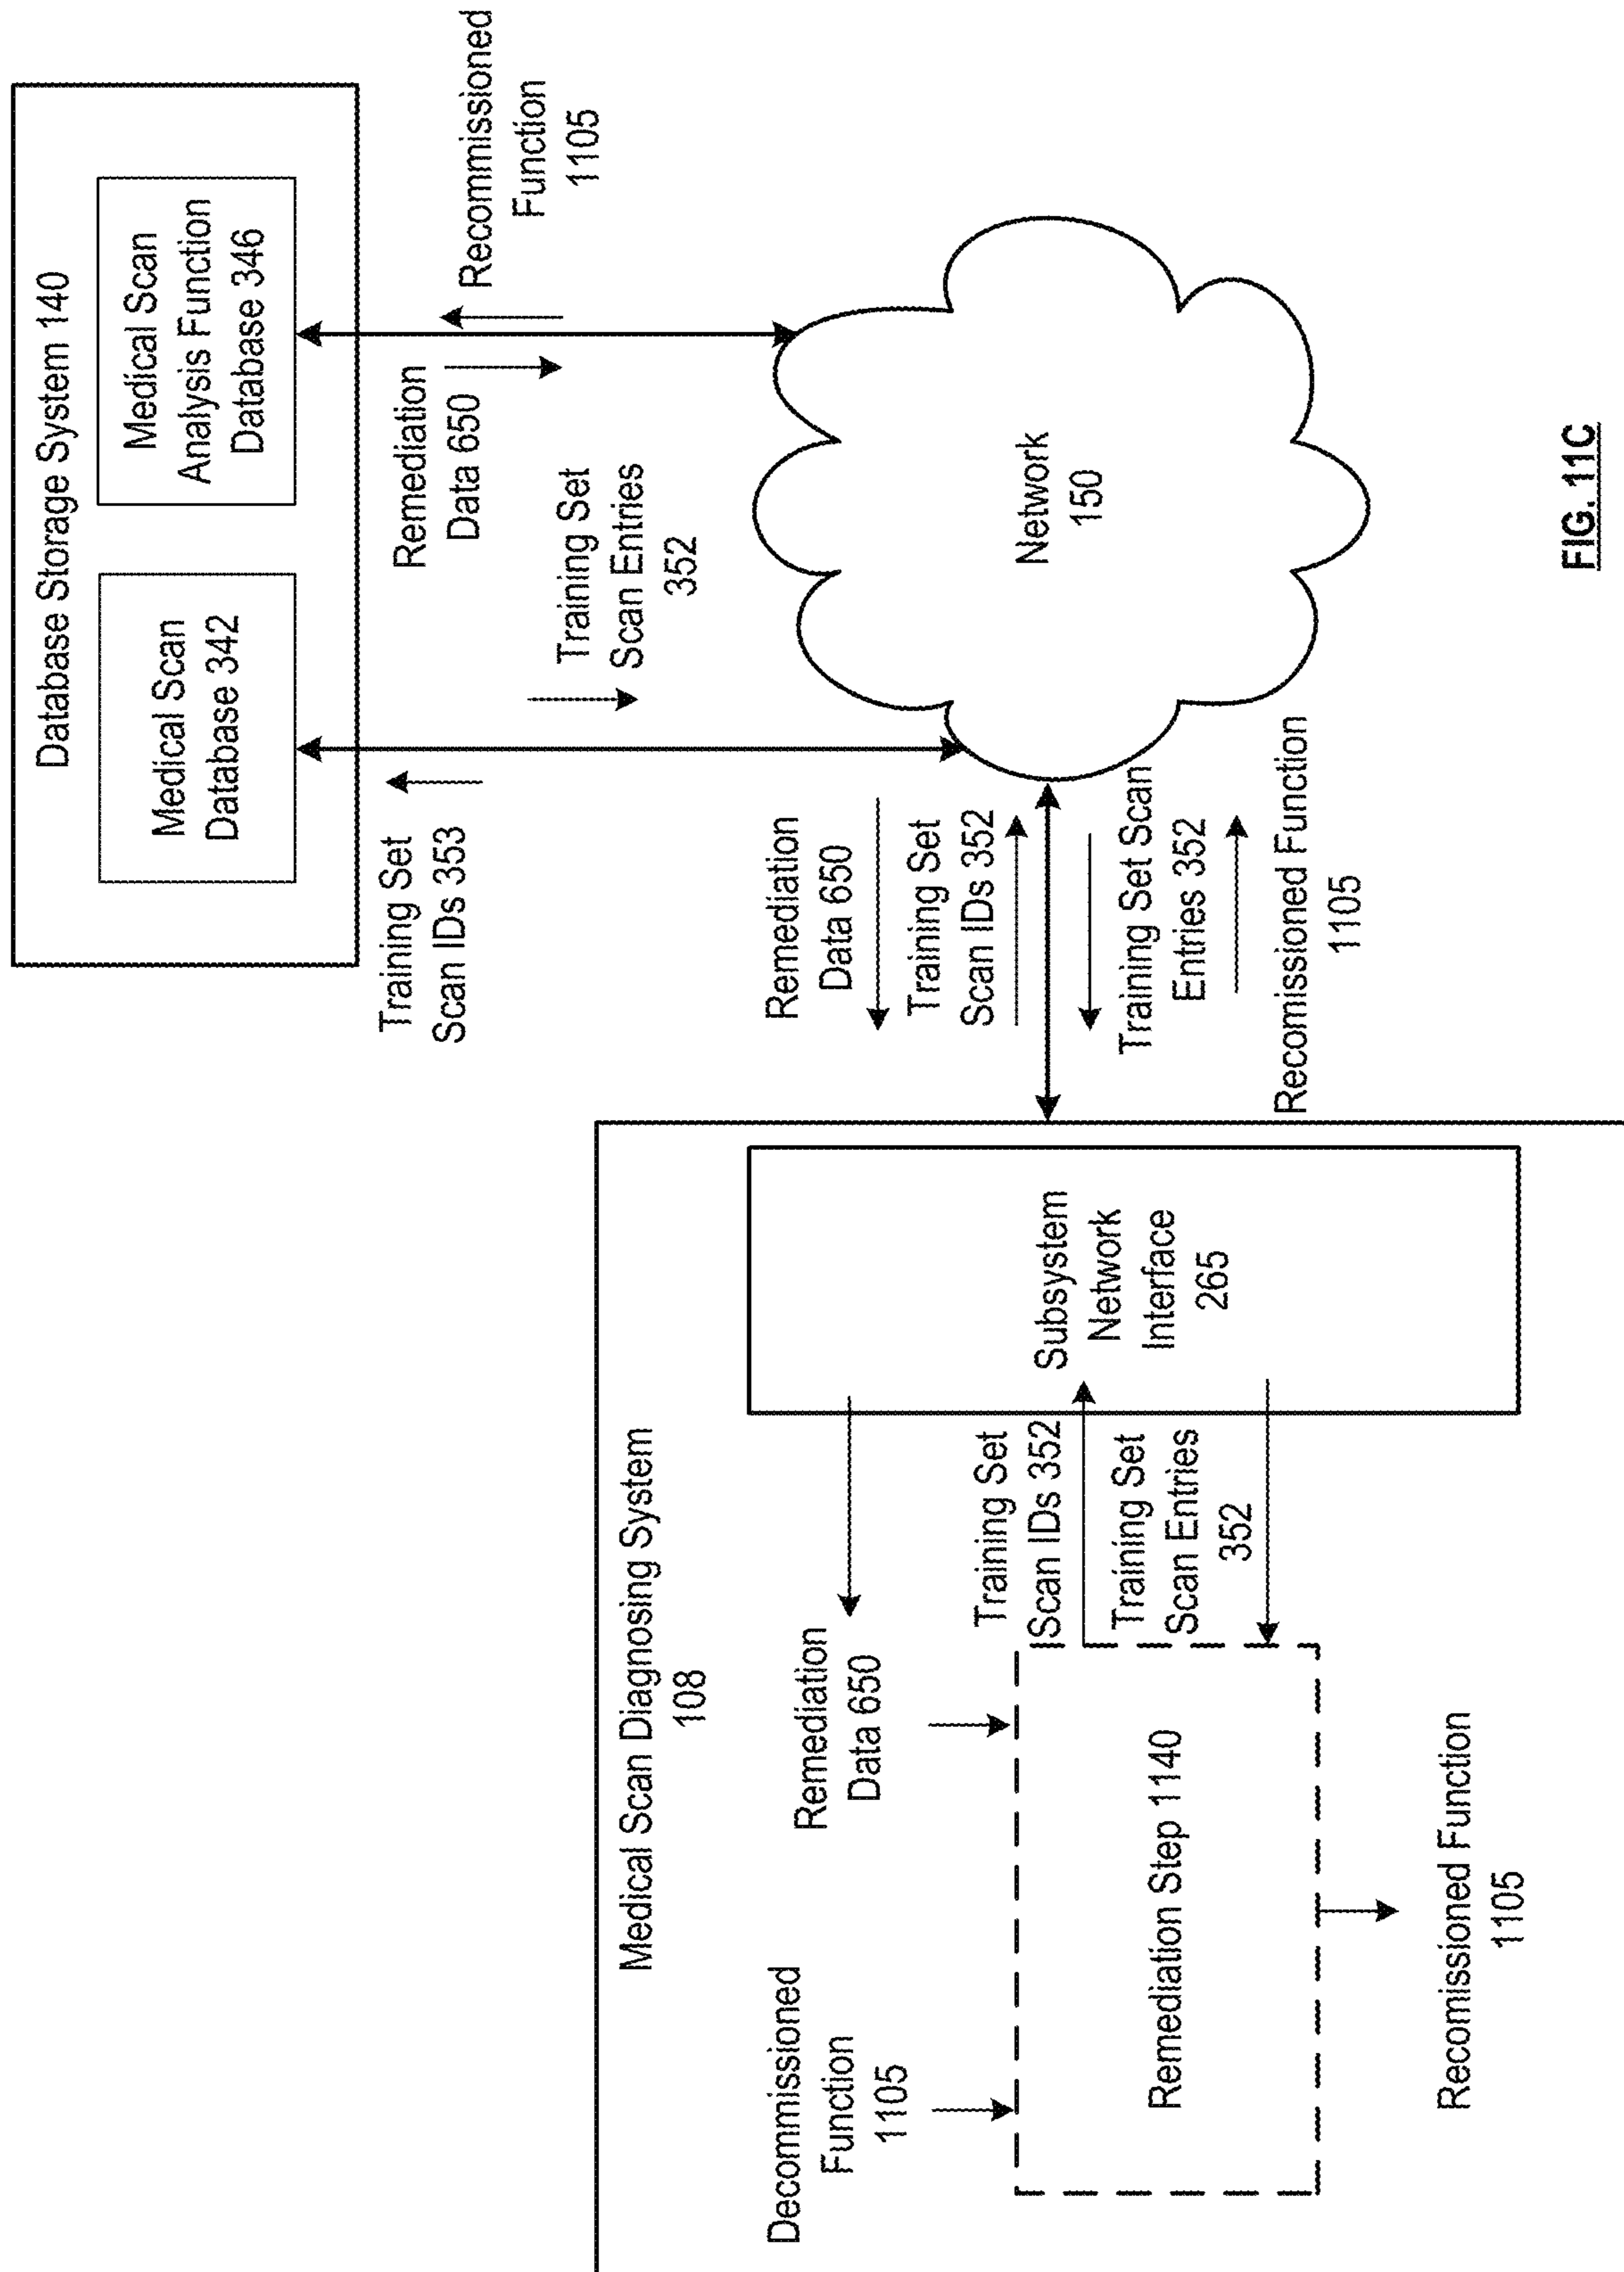 Database Storage System 140
Medical Scan
Database 342
Medical Scan
Analysis Function
Database 346
Training Set
Scan IDs 353
Training Set
Scan Entries
352
Remediation
Data 650
Recommissioned
Function
1105
Medical Scan Diagnosing System
108
Decommissioned
Function
1105
Remediation
Data 650
Remediation Step 1140
Training Set
Scan IDs 352
Training Set
Scan Entries
352
Recomissioned Function
1105
Subsystem
Network
Interface
265
Remediation
Data 650
Training Set
Scan IDs 352
Training Set Scan
Entries 352
Recomissioned Function
1105
Network
150
FIG. 11C